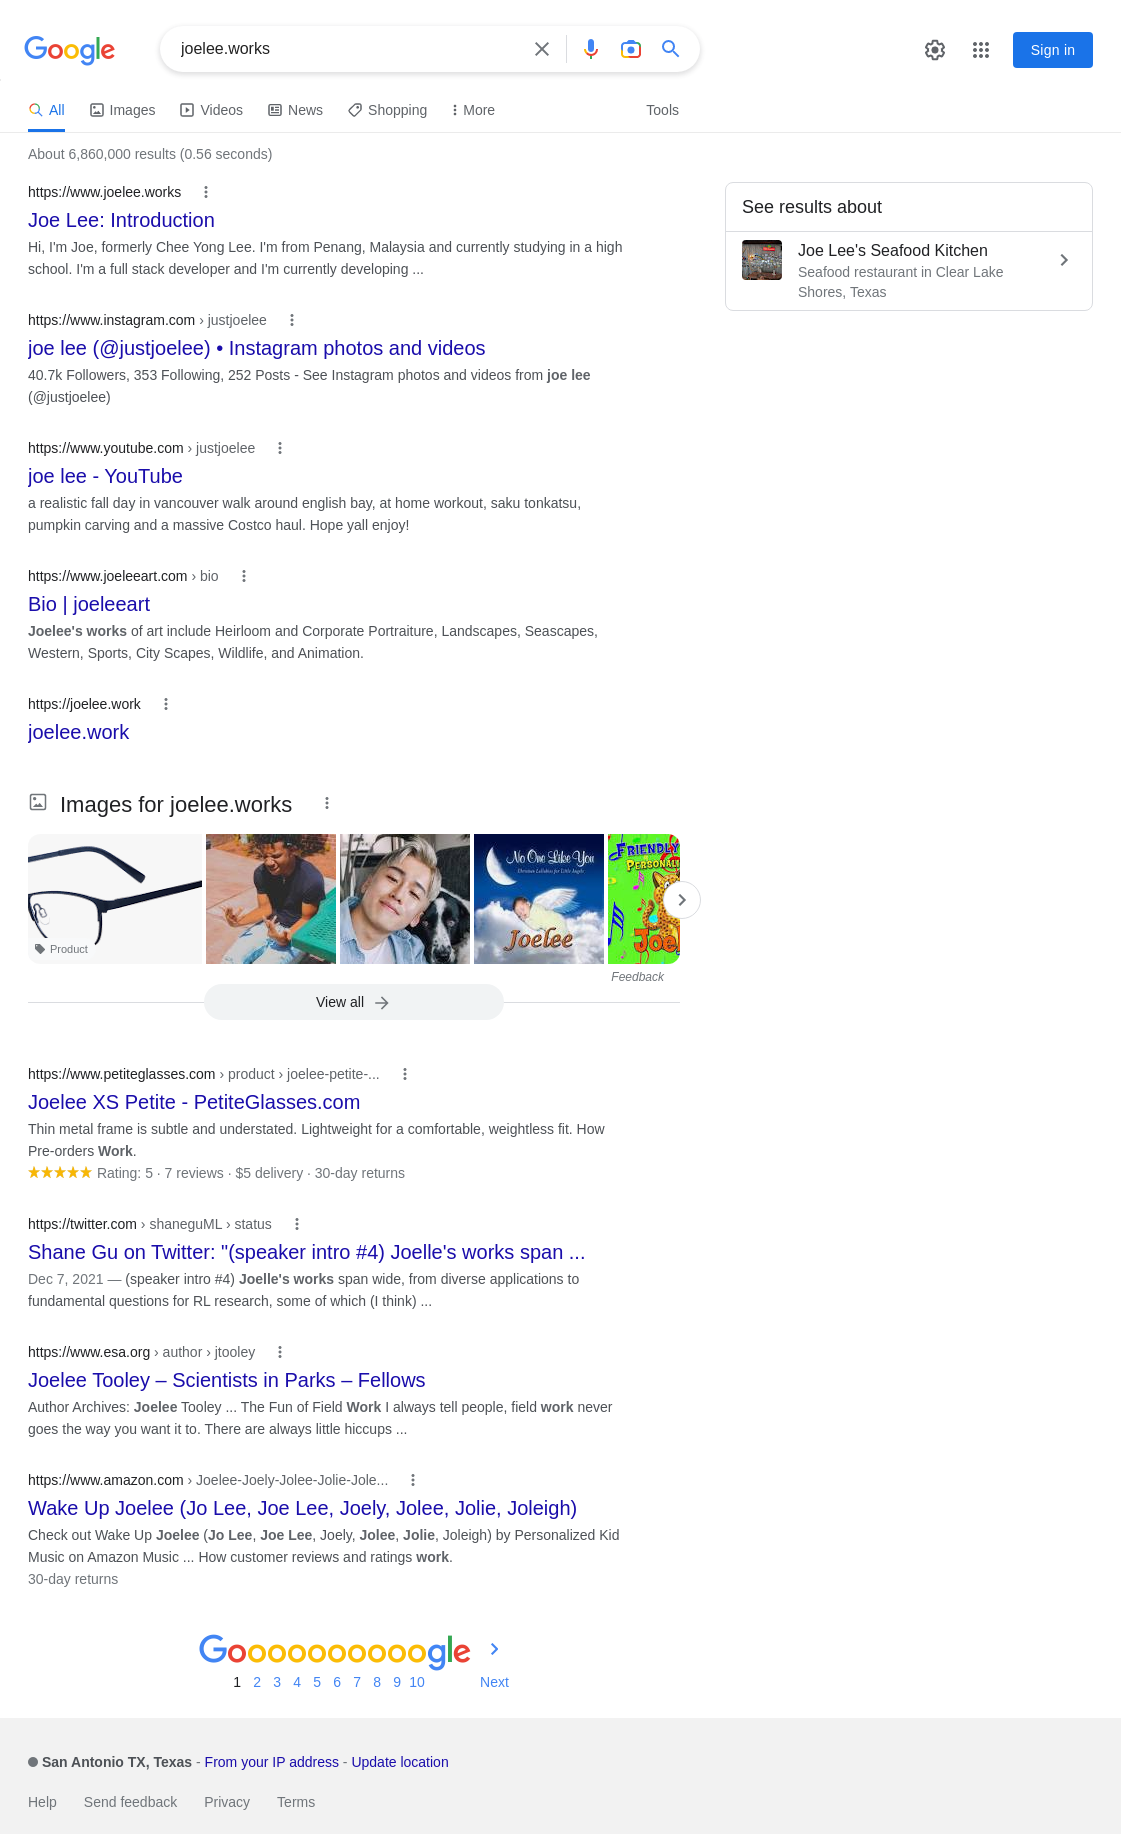 Google
joelee.works
Sign in
All
Images
Videos
News
Shopping
More
Tools
About 6,860,000 results (0.56 seconds)
https://www.joelee.works
Joe Lee: Introduction
Hi, I'm Joe, formerly Chee Yong Lee. I'm from Penang, Malaysia and currently studying in a high
school. I'm a full stack developer and I'm currently developing ...
See results about
Joe Lee's Seafood Kitchen
Seafood restaurant in Clear Lake
Shores, Texas
https://www.instagram.com › justjoelee
joe lee (@justjoelee) • Instagram photos and videos
40.7k Followers, 353 Following, 252 Posts - See Instagram photos and videos from joe lee
(@justjoelee)
https://www.youtube.com › justjoelee
joe lee - YouTube
a realistic fall day in vancouver walk around english bay, at home workout, saku tonkatsu,
pumpkin carving and a massive Costco haul. Hope yall enjoy!
https://www.joeleeart.com › bio
Bio | joeleeart
Joelee's works of art include Heirloom and Corporate Portraiture, Landscapes, Seascapes,
Western, Sports, City Scapes, Wildlife, and Animation.
https://joelee.work
joelee.work
Images for joelee.works
Product
No One Like You
Christian Lullabies for Little Angels
Joelee
FRIENDLY
PERSONAL
Joe
Feedback
View all
https://www.petiteglasses.com › product › joelee-petite-...
Joelee XS Petite - PetiteGlasses.com
Thin metal frame is subtle and understated. Lightweight for a comfortable, weightless fit. How
Pre-orders Work.
Rating: 5 · 7 reviews · $5 delivery · 30-day returns
https://twitter.com › shaneguML › status
Shane Gu on Twitter: "(speaker intro #4) Joelle's works span ...
Dec 7, 2021 — (speaker intro #4) Joelle's works span wide, from diverse applications to
fundamental questions for RL research, some of which (I think) ...
https://www.esa.org › author › jtooley
Joelee Tooley – Scientists in Parks – Fellows
Author Archives: Joelee Tooley ... The Fun of Field Work I always tell people, field work never
goes the way you want it to. There are always little hiccups ...
https://www.amazon.com › Joelee-Joely-Jolee-Jolie-Jole...
Wake Up Joelee (Jo Lee, Joe Lee, Joely, Jolee, Jolie, Joleigh)
Check out Wake Up Joelee (Jo Lee, Joe Lee, Joely, Jolee, Jolie, Joleigh) by Personalized Kid
Music on Amazon Music ... How customer reviews and ratings work.
30-day returns
Goooooooooogle
1 2 3 4 5 6 7 8 9 10 Next
San Antonio TX, Texas - From your IP address - Update location
Help Send feedback Privacy Terms